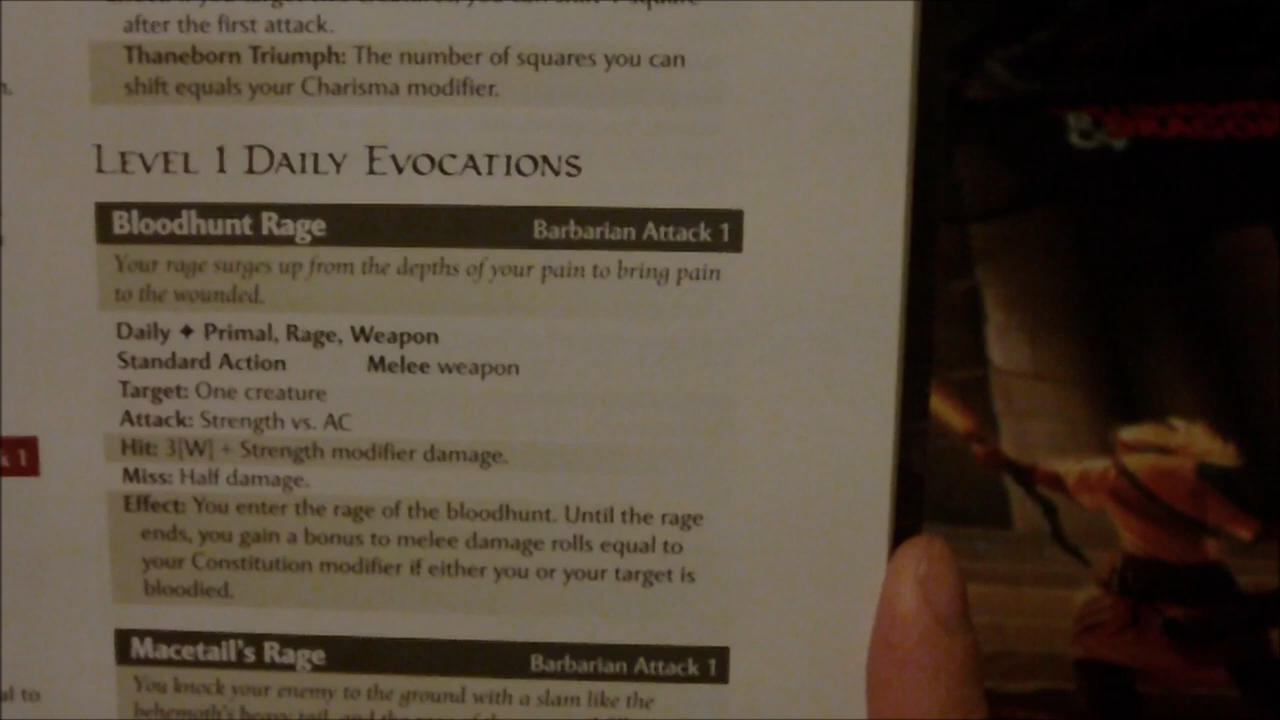 after the first attack.
Thaneborn Triumph: The number of squares you can
shift equals your Charisma modifier.
LEVEL 1 DAILY EVOCATIONS
Bloodhunt Rage Barbarian Attack 1
Your rage surges up from the depths of your pain to bring pain
to the wounded.
Daily ✦ Primal, Rage, Weapon
Standard Action Melee weapon
Target: One creature
Attack: Strength vs. AC
Hit: 3[W] + Strength modifier damage.
Miss: Half damage.
Effect: You enter the rage of the bloodhunt. Until the rage
ends, you gain a bonus to melee damage rolls equal to
your Constitution modifier if either you or your target is
bloodied.
Macetail's Rage Barbarian Attack 1
You knock your enemy to the ground with a slam like the
k 1
al to